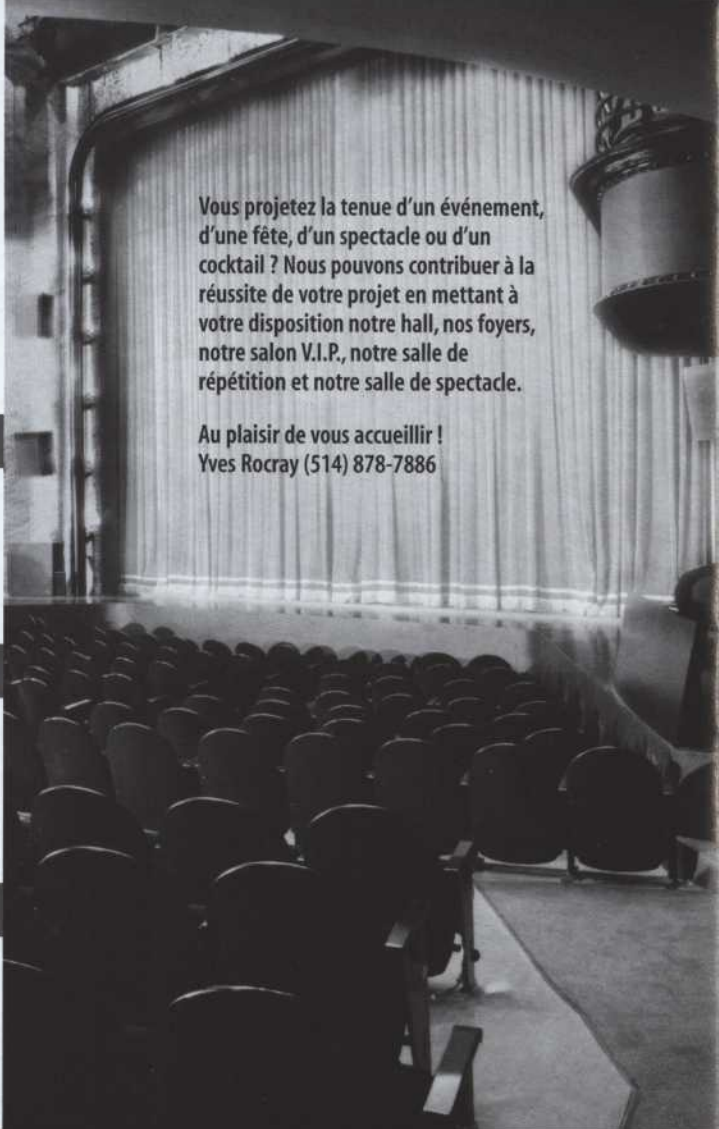 Vous projetez la tenue d'un événement,
d'une fête, d'un spectacle ou d'un
cocktail ? Nous pouvons contribuer à la
réussite de votre projet en mettant à
votre disposition notre hall, nos foyers,
notre salon V.I.P., notre salle de
répétition et notre salle de spectacle.
Au plaisir de vous accueillir !
Yves Rocray (514) 878-7886